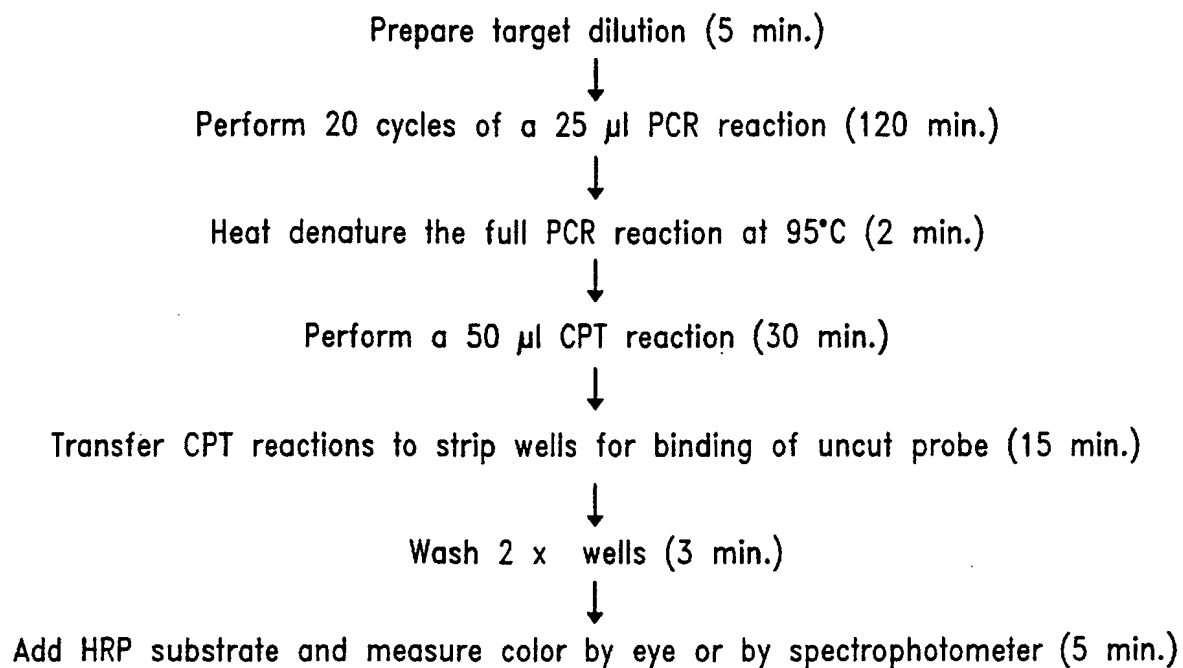 Prepare target dilution (5 min.)
Perform 20 cycles of a 25 μl PCR reaction (120 min.)
Heat denature the full PCR reaction at 95°C (2 min.)
Perform a 50 μl CPT reaction (30 min.)
Transfer CPT reactions to strip wells for binding of uncut probe (15 min.)
Wash 2 x wells (3 min.)
Add HRP substrate and measure color by eye or by spectrophotometer (5 min.)